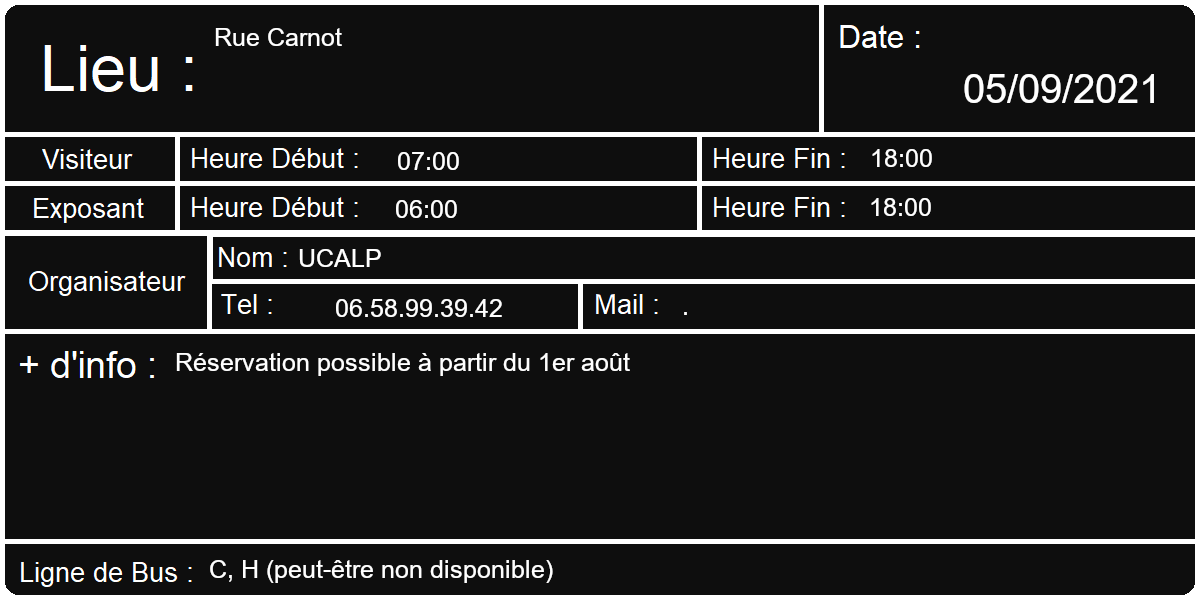 Lieu : Rue Carnot
Date :
05/09/2021
Visiteur Heure Début : 07:00 Heure Fin : 18:00
Exposant Heure Début : 06:00 Heure Fin : 18:00
Organisateur
Nom : UCALP
Tel : 06.58.99.39.42 Mail : .
+ d'info : Réservation possible à partir du 1er août
Ligne de Bus : C, H (peut-être non disponible)